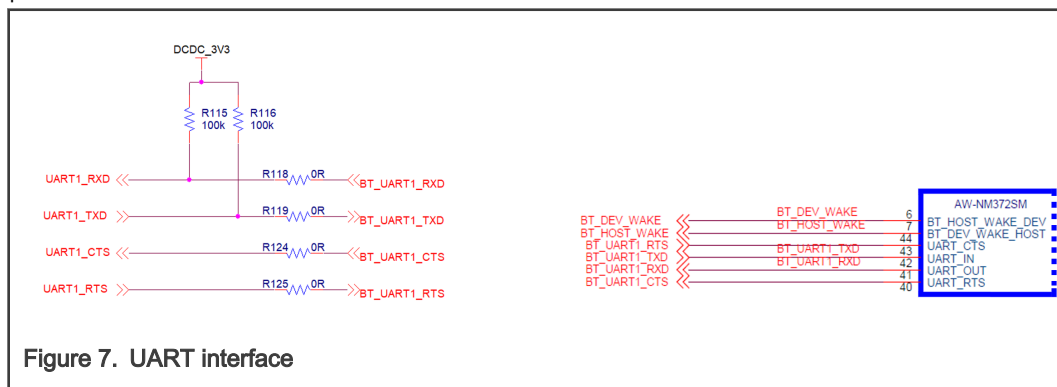 DCDC_3V3
R115 R116
100k 100k
UART1_RXD R118 0R BT_UART1_RXD
UART1_TXD R119 0R BT_UART1_TXD
UART1_CTS R124 0R BT_UART1_CTS
UART1_RTS R125 0R BT_UART1_RTS
AW-NM372SM
BT_DEV_WAKE BT_DEV_WAKE 6 BT_HOST_WAKE_DEV
BT_HOST_WAKE BT_HOST_WAKE 7 BT_DEV_WAKE_HOST
BT_UART1_RTS 44 UART_CTS
BT_UART1_TXD BT_UART1_TXD 43 UART_IN
BT_UART1_RXD BT_UART1_RXD 42 UART_OUT
BT_UART1_CTS 41 UART_RTS
40
Figure 7. UART interface